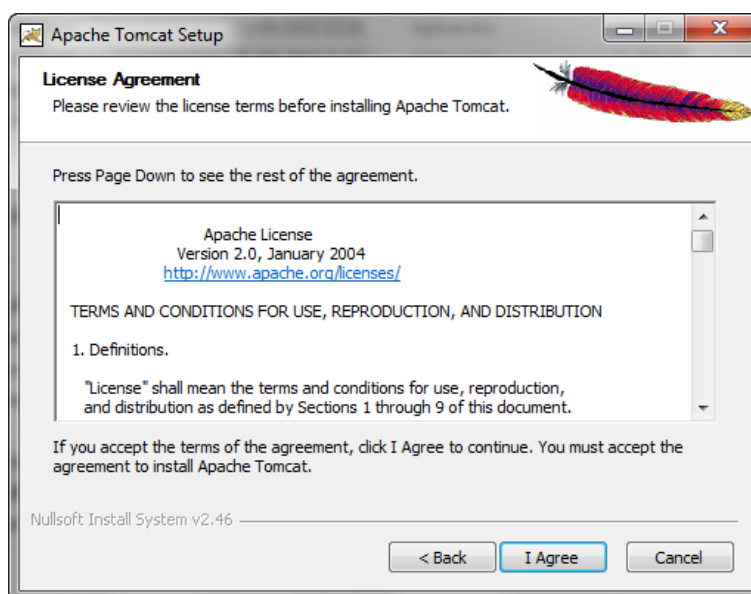 Apache Tomcat Setup
License Agreement
Please review the license terms before installing Apache Tomcat.
Press Page Down to see the rest of the agreement.
Apache License
Version 2.0, January 2004
http://www.apache.org/licenses/
TERMS AND CONDITIONS FOR USE, REPRODUCTION, AND DISTRIBUTION
1. Definitions.
"License" shall mean the terms and conditions for use, reproduction,
and distribution as defined by Sections 1 through 9 of this document.
If you accept the terms of the agreement, click I Agree to continue. You must accept the
agreement to install Apache Tomcat.
Nullsoft Install System v2.46
< Back I Agree Cancel